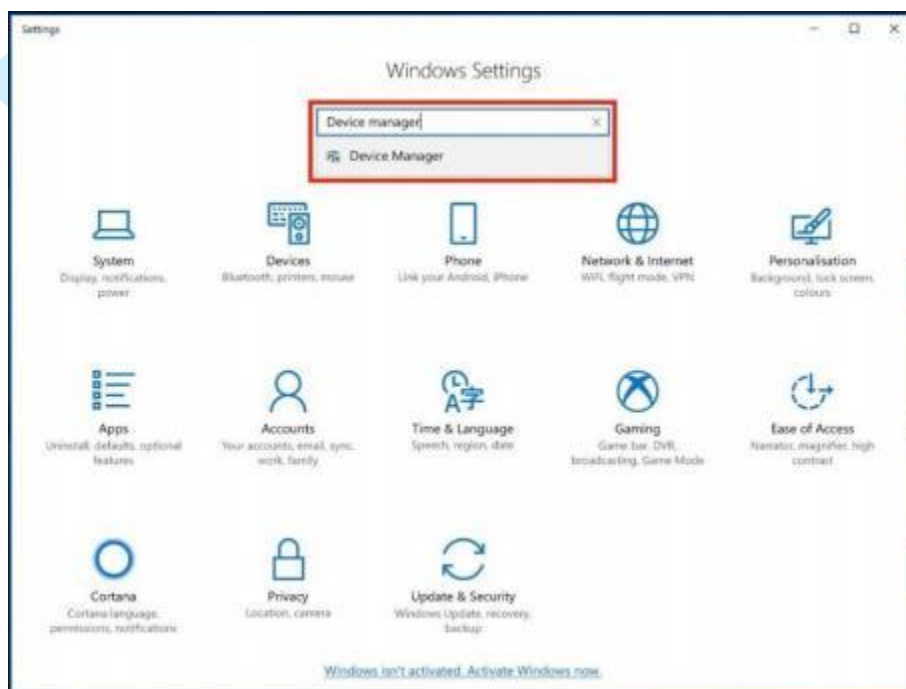 Settings
Windows Settings
Device manager
Device Manager
System
Display, notifications,
power
Devices
Bluetooth, printers, mouse
Phone
Link your Android, iPhone
Network & Internet
WiFi, flight mode, VPN
Personalisation
Background, lock screen,
colours
Apps
Uninstall, defaults, optional
features
Accounts
Your accounts, email, sync,
work, family
Time & Language
Speech, region, date
Gaming
Game bar, DVR,
broadcasting, Game Mode
Ease of Access
Narrator, magnifier, high
contrast
Cortana
Cortana language,
permissions, notifications
Privacy
Location, camera
Update & Security
Windows Update, recovery,
backup
Windows isn't activated. Activate Windows now.